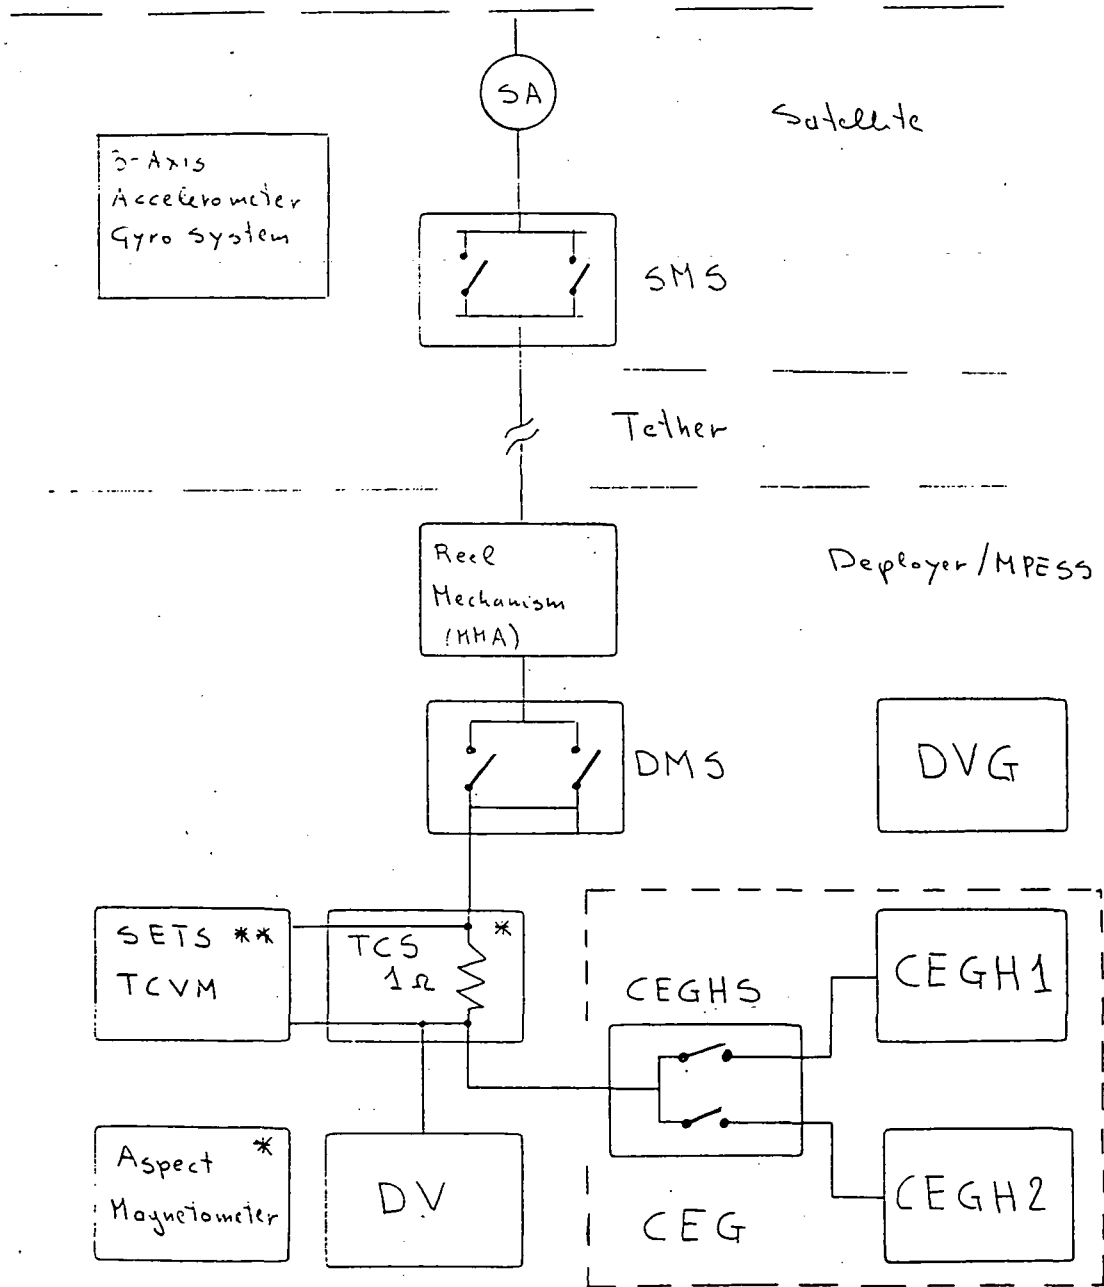 SA
Satellite
3-Axis
Accelerometer
Gyro System
SMS
Tether
Reel
Mechanism
(MMA)
Deployer/MPESS
DMS
DVG
SETS **
TCVM
TCS *
1Ω
CEGHS
CEGH1
Aspect *
Magnetometer
DV
CEG
CEGH2